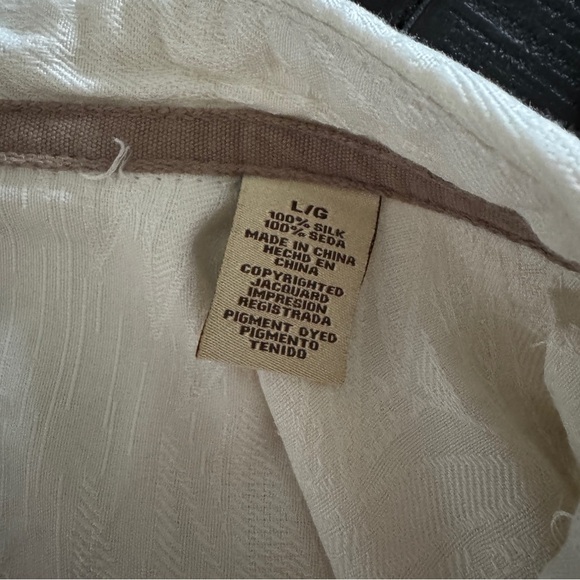 L/G
100% SILK
100% SEDA
MADE IN CHINA
HECHO EN
CHINA
COPYRIGHTED
JACQUARD
IMPRESION
REGISTRADA
PIGMENT DYED
PIGMENTO
TENIDO